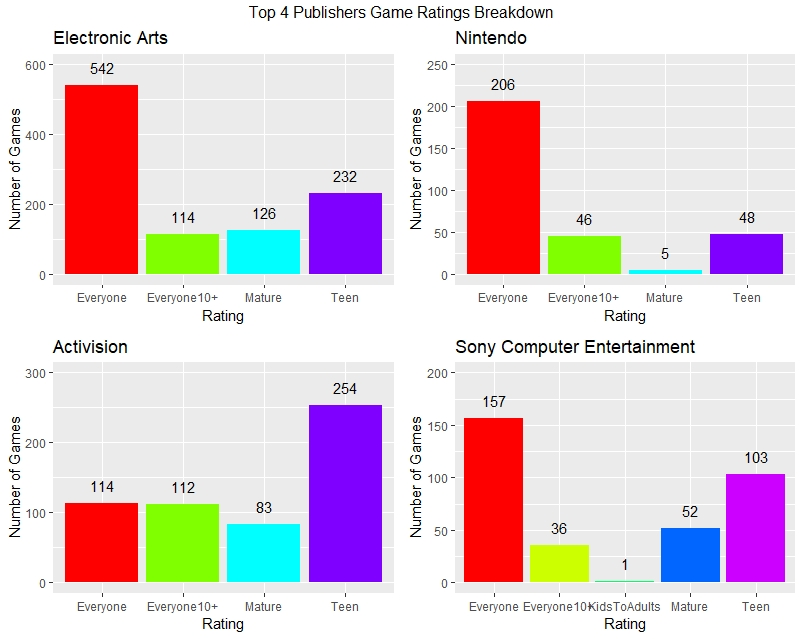 Top 4 Publishers Game Ratings Breakdown
Electronic Arts
Number of Games
600
400
200
0
542
114
126
232
Everyone Everyone10+ Mature Teen
Rating
Nintendo
Number of Games
250
200
150
100
50
0
206
46
5
48
Everyone Everyone10+ Mature Teen
Rating
Activision
Number of Games
300
200
100
0
114
112
83
254
Everyone Everyone10+ Mature Teen
Rating
Sony Computer Entertainment
Number of Games
200
150
100
50
0
157
36
1
52
103
Everyone Everyone10+ KidsToAdults Mature Teen
Rating